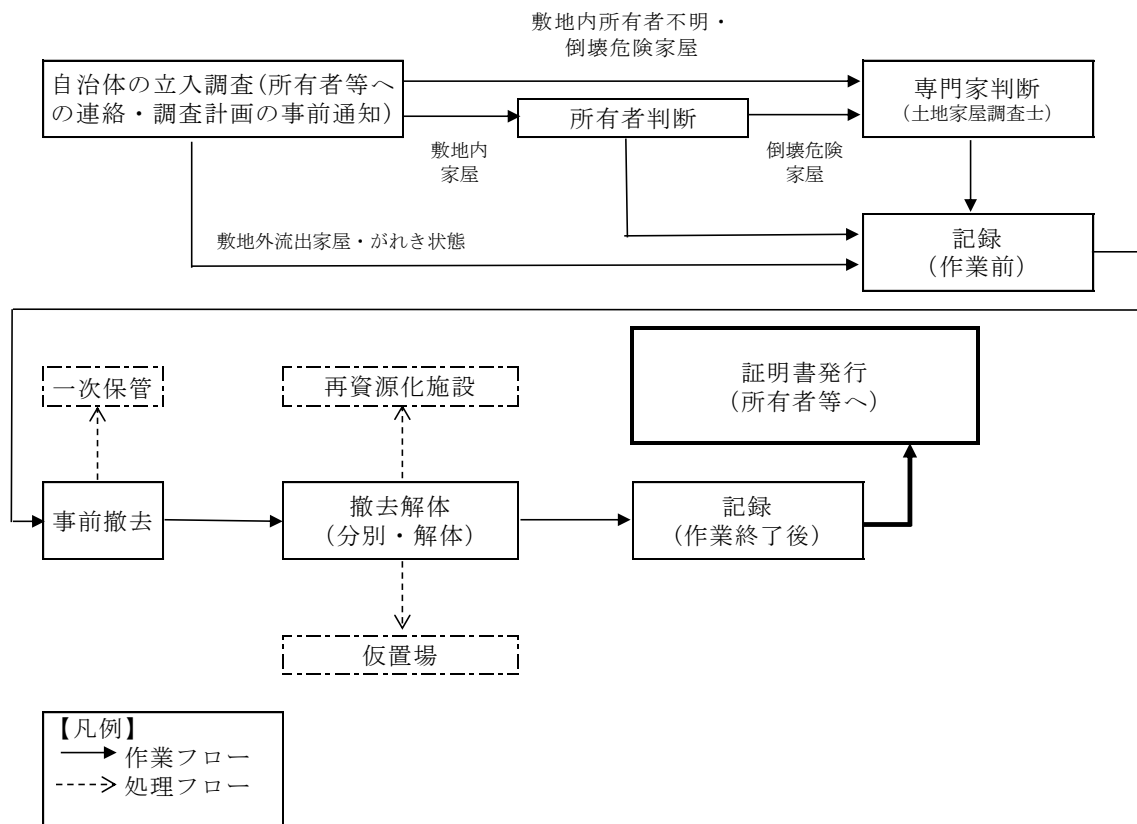 敷地内所有者不明・
倒壊危険家屋
自治体の立入調査(所有者等へ
の連絡・調査計画の事前通知)
専門家判断
(土地家屋調査士)
所有者判断
敷地内
家屋
倒壊危険
家屋
敷地外流出家屋・がれき状態
記録
(作業前)
一次保管
再資源化施設
証明書発行
(所有者等へ)
事前撤去
撤去解体
(分別・解体)
記録
(作業終了後)
仮置場
【凡例】
作業フロー
処理フロー